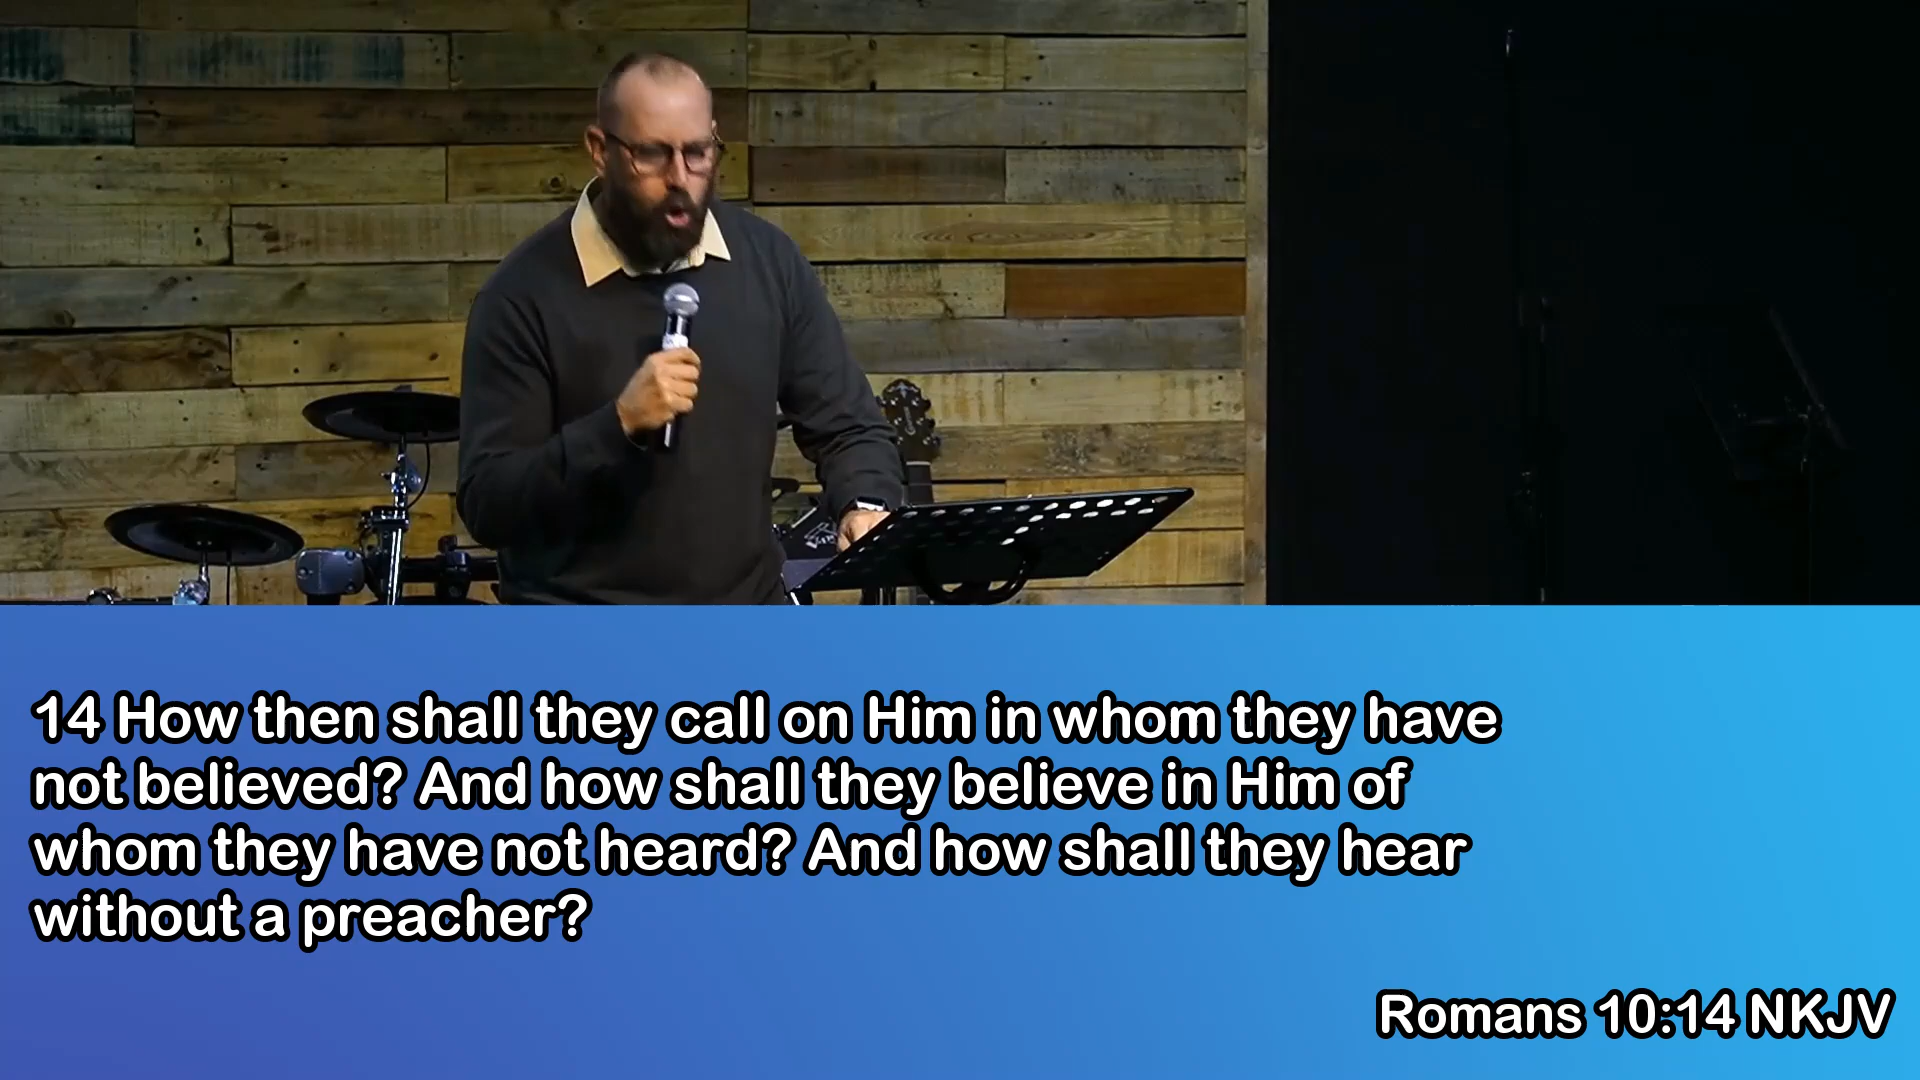 14 How then shall they call on Him in whom they have
not believed? And how shall they believe in Him of
whom they have not heard? And how shall they hear
without a preacher?
Romans 10:14 NKJV